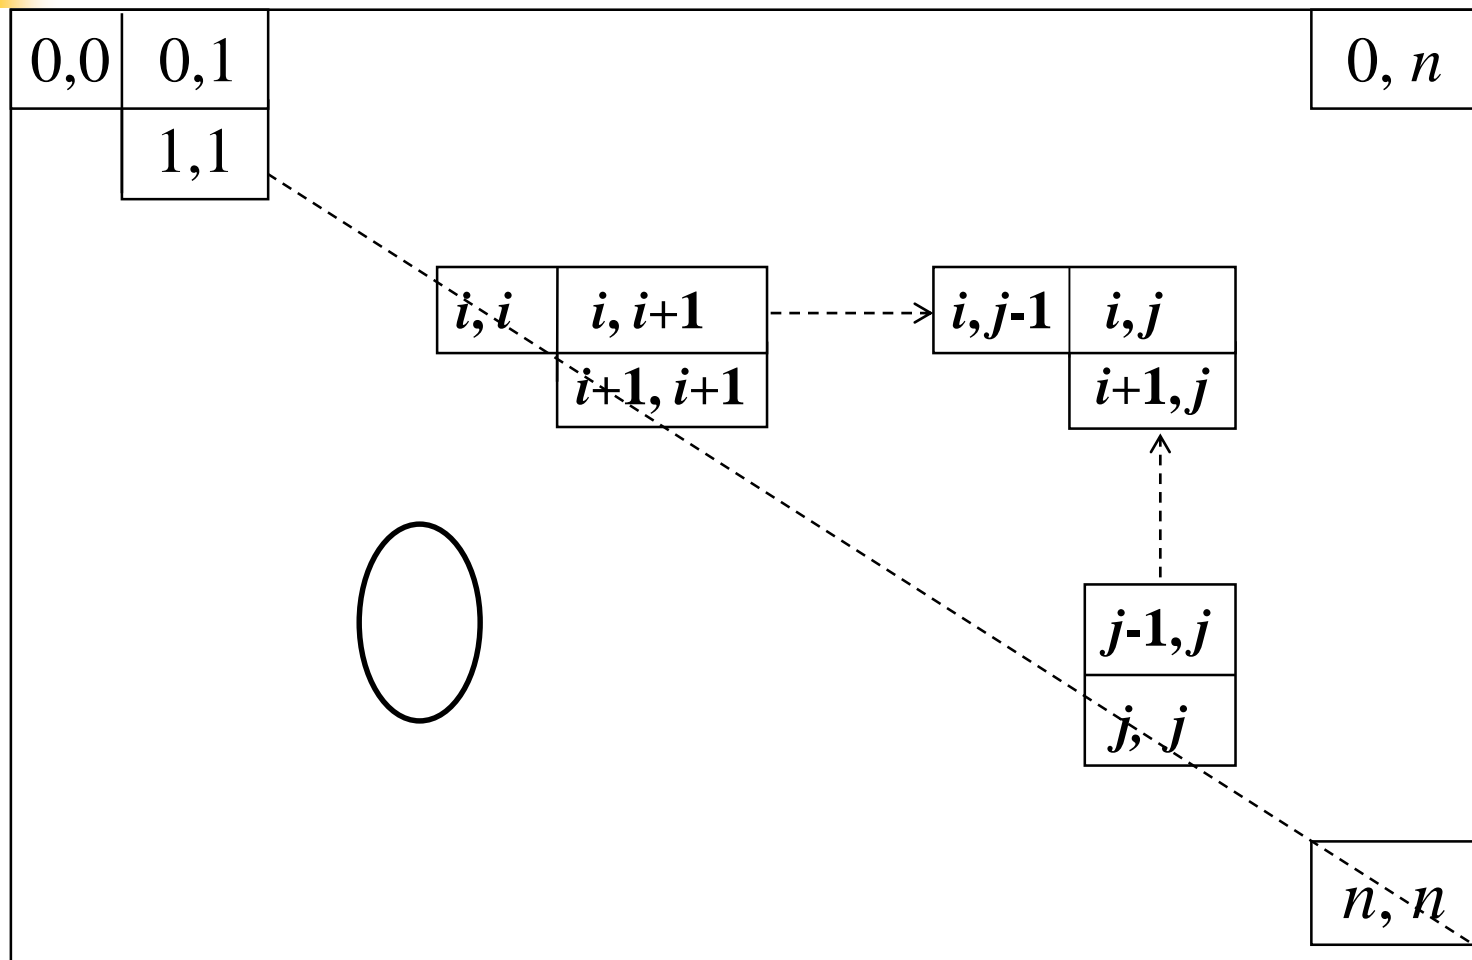 0,0 0,1 0, n
1,1
i, i i, i+1 i, j-1 i, j
i+1, i+1 i+1, j
j-1, j
j, j
n, n